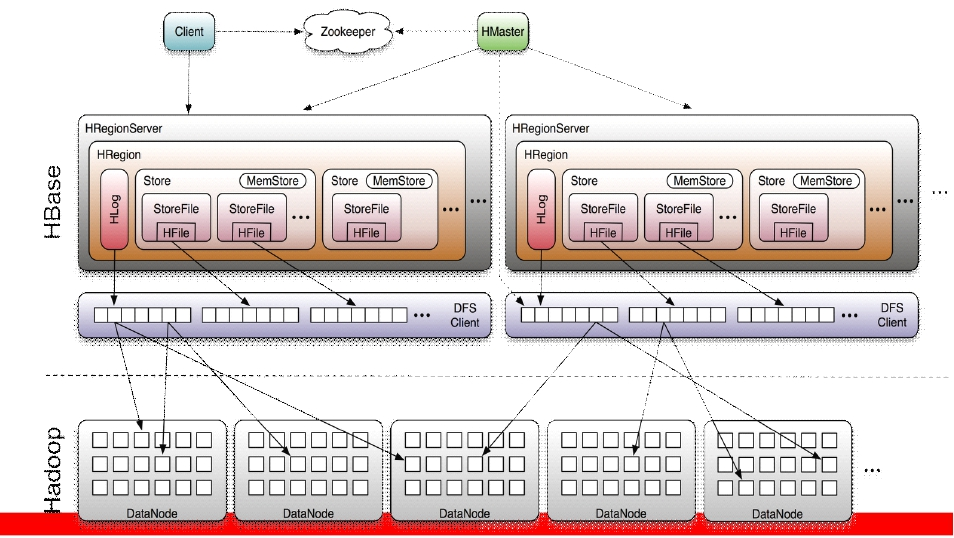 Client
Zookeeper
HMaster
HBase
HRegionServer
HRegion
HLog
Store
MemStore
StoreFile
HFile
StoreFile
HFile
...
Store
MemStore
StoreFile
HFile
...
...
HRegionServer
HRegion
HLog
Store
MemStore
StoreFile
HFile
StoreFile
HFile
...
Store
MemStore
StoreFile
HFile
...
...
...
...
DFS
Client
...
DFS
Client
Hadoop
DataNode
DataNode
DataNode
DataNode
DataNode
...